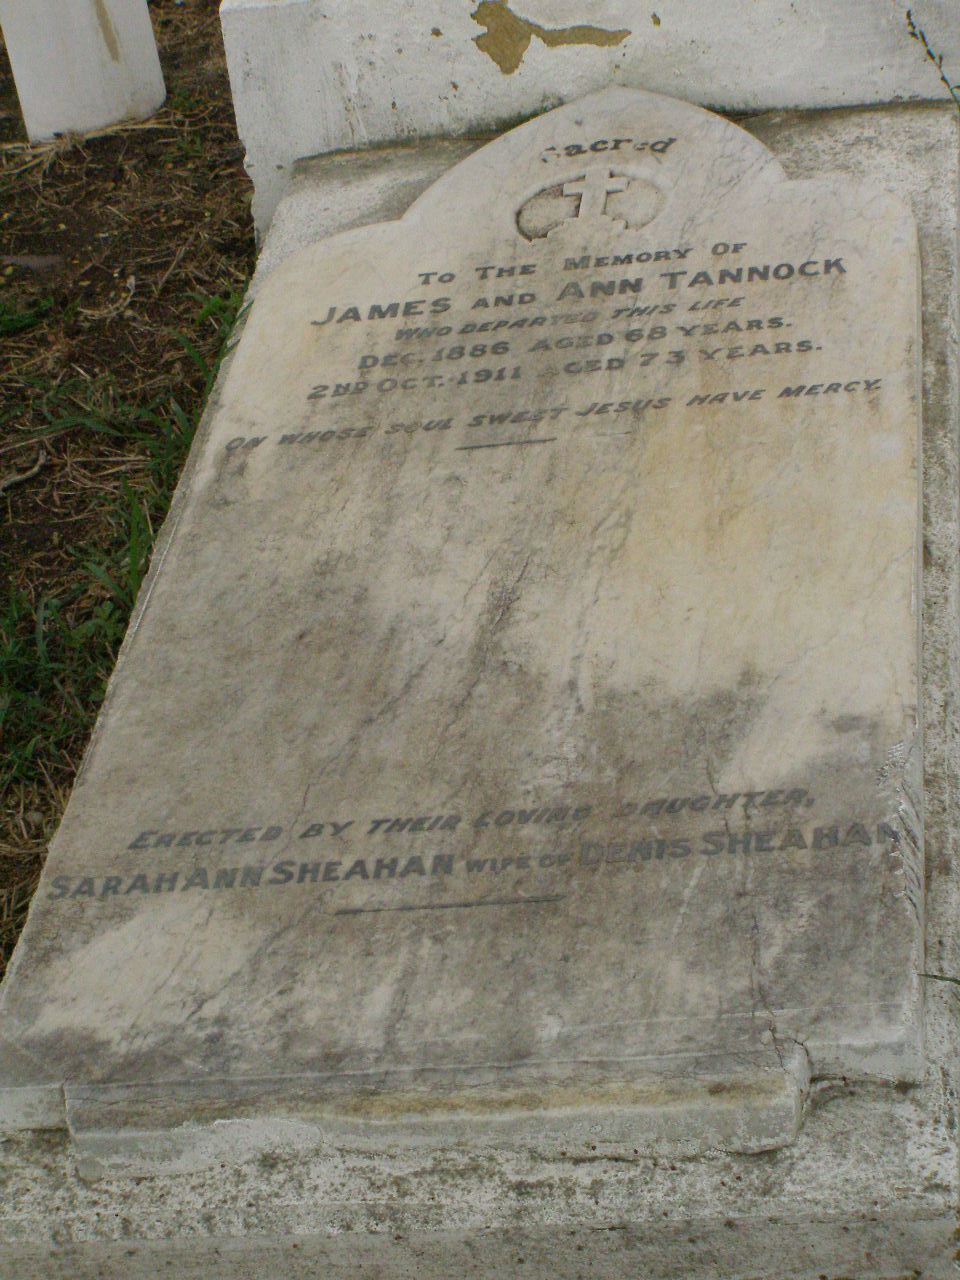 Sacred
TO THE MEMORY OF
JAMES AND ANN TANNOCK
WHO DEPARTED THIS LIFE
DEC. 1886 AGED 68 YEARS.
2ND OCT. 1911 AGED 73 YEARS.
ON WHOSE SOUL SWEET JESUS HAVE MERCY
ERECTED BY THEIR LOVING DAUGHTER,
SARAH ANN SHEAHAN WIFE OF DENIS SHEAHAN